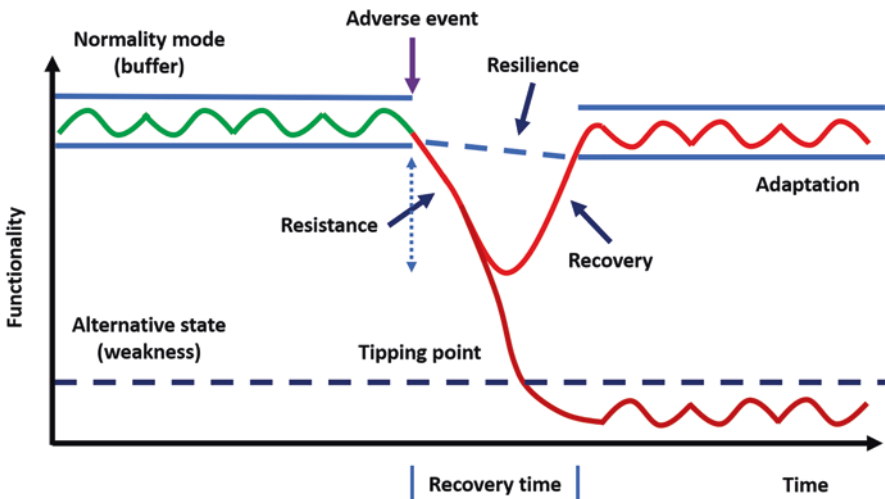 Adverse event
Normality mode
(buffer)
Resilience
Resistance
Adaptation
Recovery
Functionality
Alternative state
(weakness)
Tipping point
Recovery time
Time